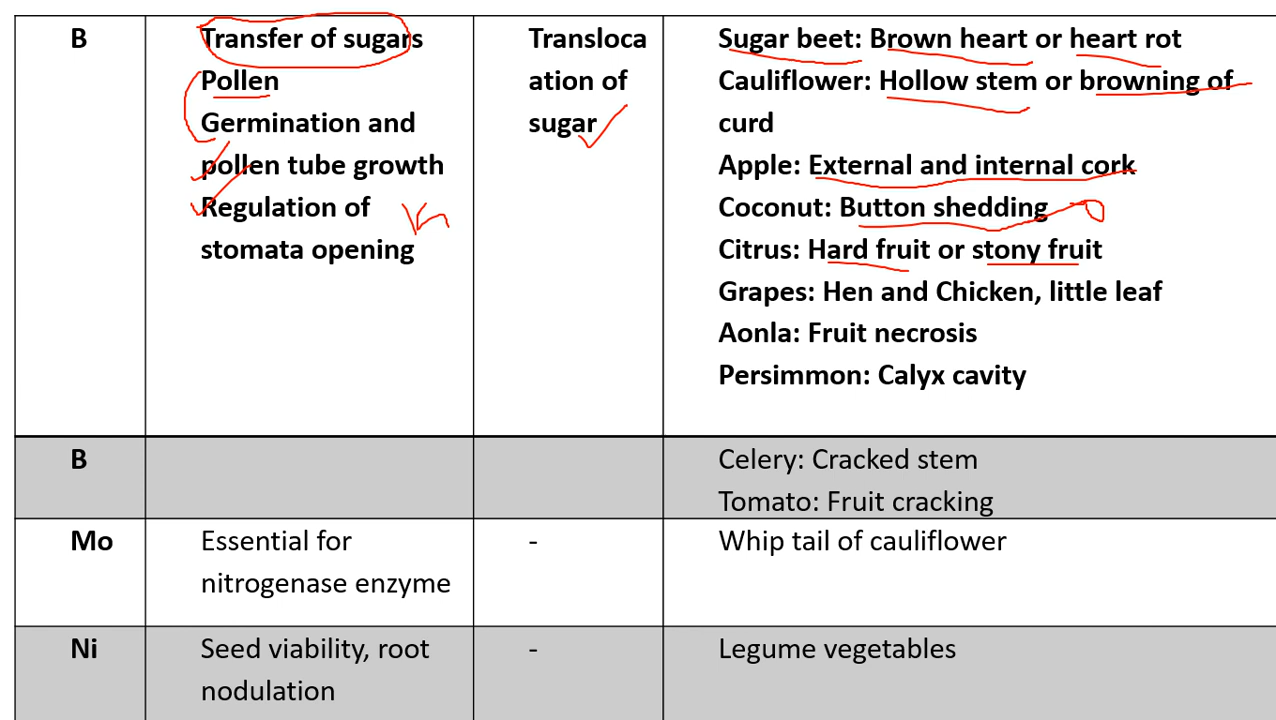 B
Transfer of sugars
Pollen
Germination and
pollen tube growth
Regulation of
stomata opening
Transloca
ation of
sugar
Sugar beet: Brown heart or heart rot
Cauliflower: Hollow stem or browning of
curd
Apple: External and internal cork
Coconut: Button shedding
Citrus: Hard fruit or stony fruit
Grapes: Hen and Chicken, little leaf
Aonla: Fruit necrosis
Persimmon: Calyx cavity
B
Celery: Cracked stem
Tomato: Fruit cracking
Mo
Essential for
nitrogenase enzyme
-
Whip tail of cauliflower
Ni
Seed viability, root
nodulation
-
Legume vegetables